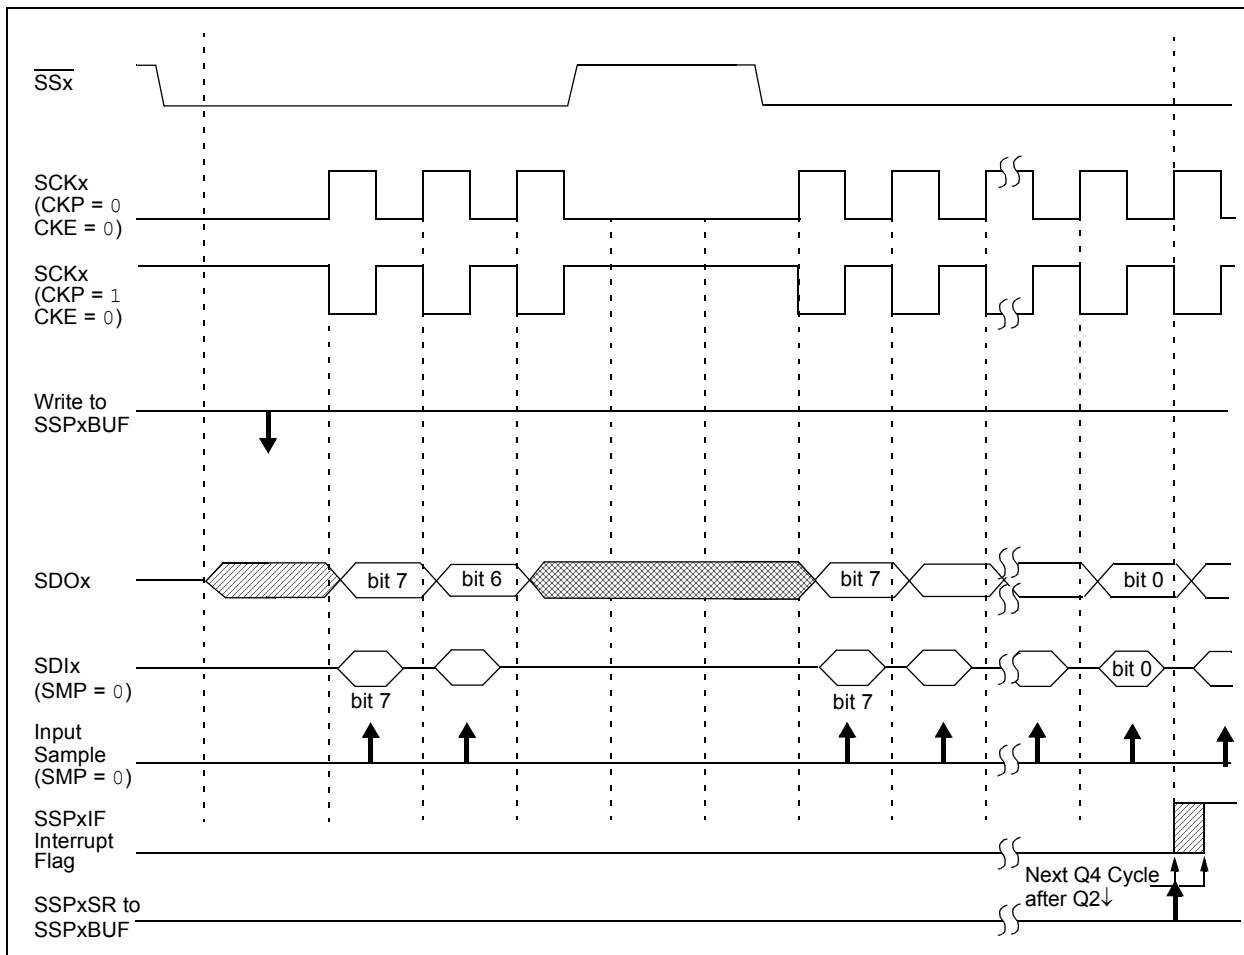 SSx
SCKx
(CKP = 0
CKE = 0)
SCKx
(CKP = 1
CKE = 0)
Write to
SSPxBUF
SDOx
bit 7
bit 6
bit 7
bit 0
SDIx
(SMP = 0)
bit 7
bit 7
bit 0
Input
Sample
(SMP = 0)
SSPxIF
Interrupt
Flag
Next Q4 Cycle
after Q2↓
SSPxSR to
SSPxBUF